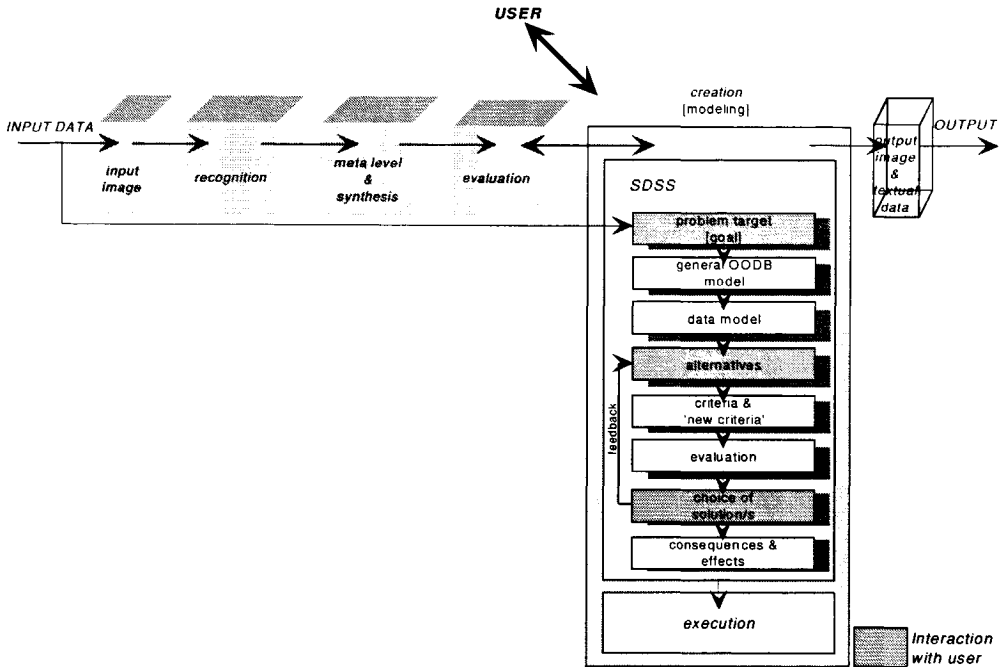 USER
creation
[modeling]
INPUT DATA
OUTPUT
input
image
recognition
meta level
&
synthesis
evaluation
output
image
&
textual
data
SDSS
problem target
[goal]
general OODB
model
data model
alternatives
criteria &
'new criteria'
evaluation
choice of
solution/s
consequences &
effects
feedback
execution
Interaction
with user